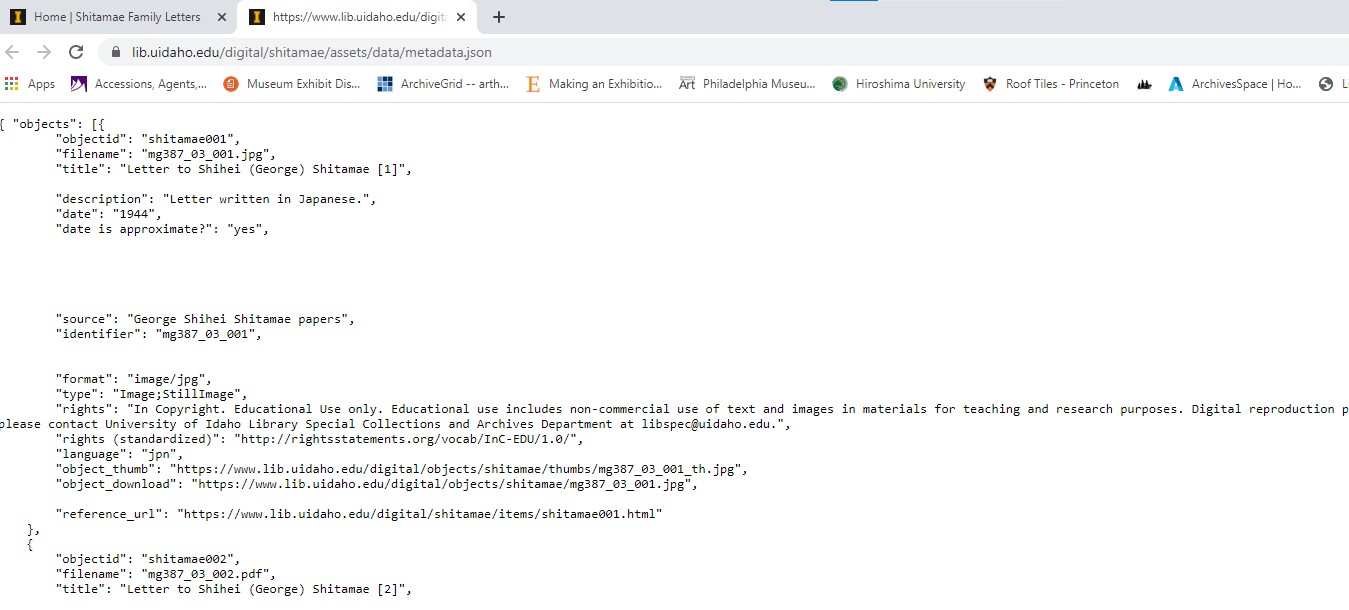 Home | Shitamae Family Letters
https://www.lib.uidaho.edu/digita
lib.uidaho.edu/digital/shitamae/assets/data/metadata.json
Apps Accessions, Agents,... Museum Exhibit Dis... ArchiveGrid -- arth... E Making an Exhibitio... Art Philadelphia Museu... Hiroshima University Roof Tiles - Princeton ArchivesSpace | Ho... Li
{ "objects": [{
"objectid": "shitamae001",
"filename": "mg387_03_001.jpg",
"title": "Letter to Shihei (George) Shitamae [1]",
"description": "Letter written in Japanese.",
"date": "1944",
"date is approximate?": "yes",
"source": "George Shihei Shitamae papers",
"identifier": "mg387_03_001",
"format": "image/jpg",
"type": "Image;StillImage",
"rights": "In Copyright. Educational Use only. Educational use includes non-commercial use of text and images in materials for teaching and research purposes. Digital reproduction p
please contact University of Idaho Library Special Collections and Archives Department at libspec@uidaho.edu.",
"rights (standardized)": "http://rightsstatements.org/vocab/InC-EDU/1.0/",
"language": "jpn",
"object_thumb": "https://www.lib.uidaho.edu/digital/objects/shitamae/thumbs/mg387_03_001_th.jpg",
"object_download": "https://www.lib.uidaho.edu/digital/objects/shitamae/mg387_03_001.jpg",
"reference_url": "https://www.lib.uidaho.edu/digital/shitamae/items/shitamae001.html"
},
{
"objectid": "shitamae002",
"filename": "mg387_03_002.pdf",
"title": "Letter to Shihei (George) Shitamae [2]",